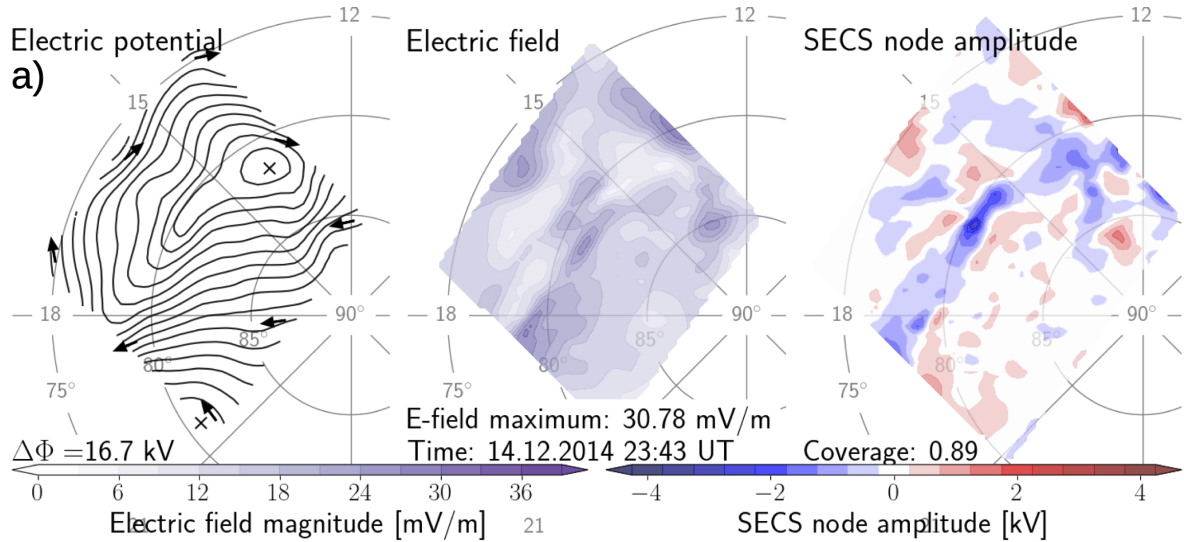 Electric potential
Electric field
SECS node amplitude
a)
12
12
12
15
15
18
18
18
75°
75°
75°
80°
80°
80°
85°
85°
85°
90°
90°
90°
ΔΦ =16.7 kV
E-field maximum: 30.78 mV/m
Time: 14.12.2014 23:43 UT
Coverage: 0.89
0 6 12 18 24 30 36
−4 −2 0 2 4
Electric field magnitude [mV/m]
21
21
SECS node amplitude [kV]